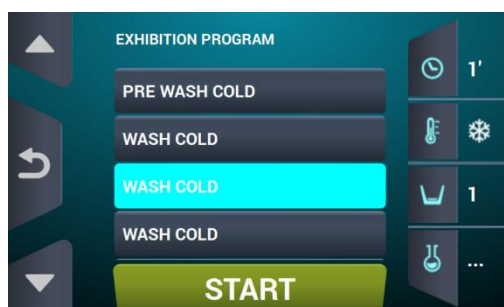 EXHIBITION PROGRAM
1'
PRE WASH COLD
WASH COLD
WASH COLD
1
WASH COLD
...
START